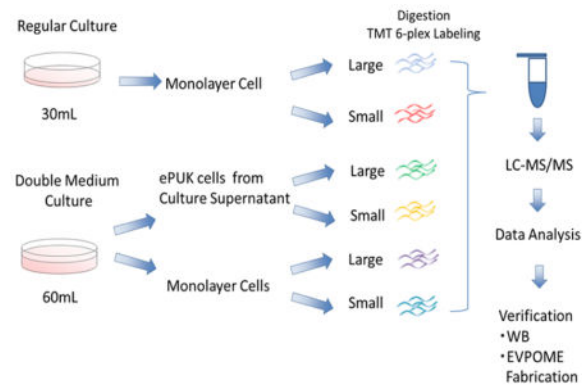 Regular Culture
30mL
Monolayer Cell
Digestion
TMT 6-plex Labeling
Large
Small
Double Medium
Culture
60mL
ePUK cells from
Culture Supernatant
Large
Small
Monolayer Cells
Large
Small
LC-MS/MS
Data Analysis
Verification
・WB
・EVPOME
Fabrication